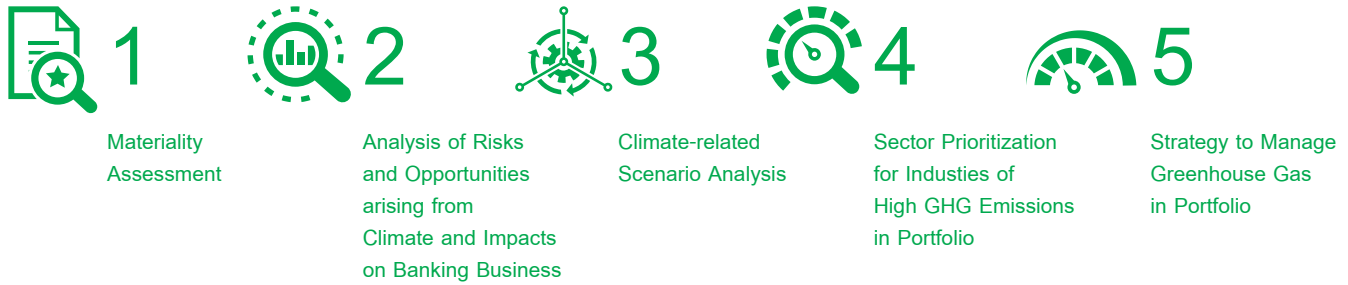 1
Materiality
Assessment
2
Analysis of Risks
and Opportunities
arising from
Climate and Impacts
on Banking Business
3
Climate-related
Scenario Analysis
4
Sector Prioritization
for Industies of
High GHG Emissions
in Portfolio
5
Strategy to Manage
Greenhouse Gas
in Portfolio